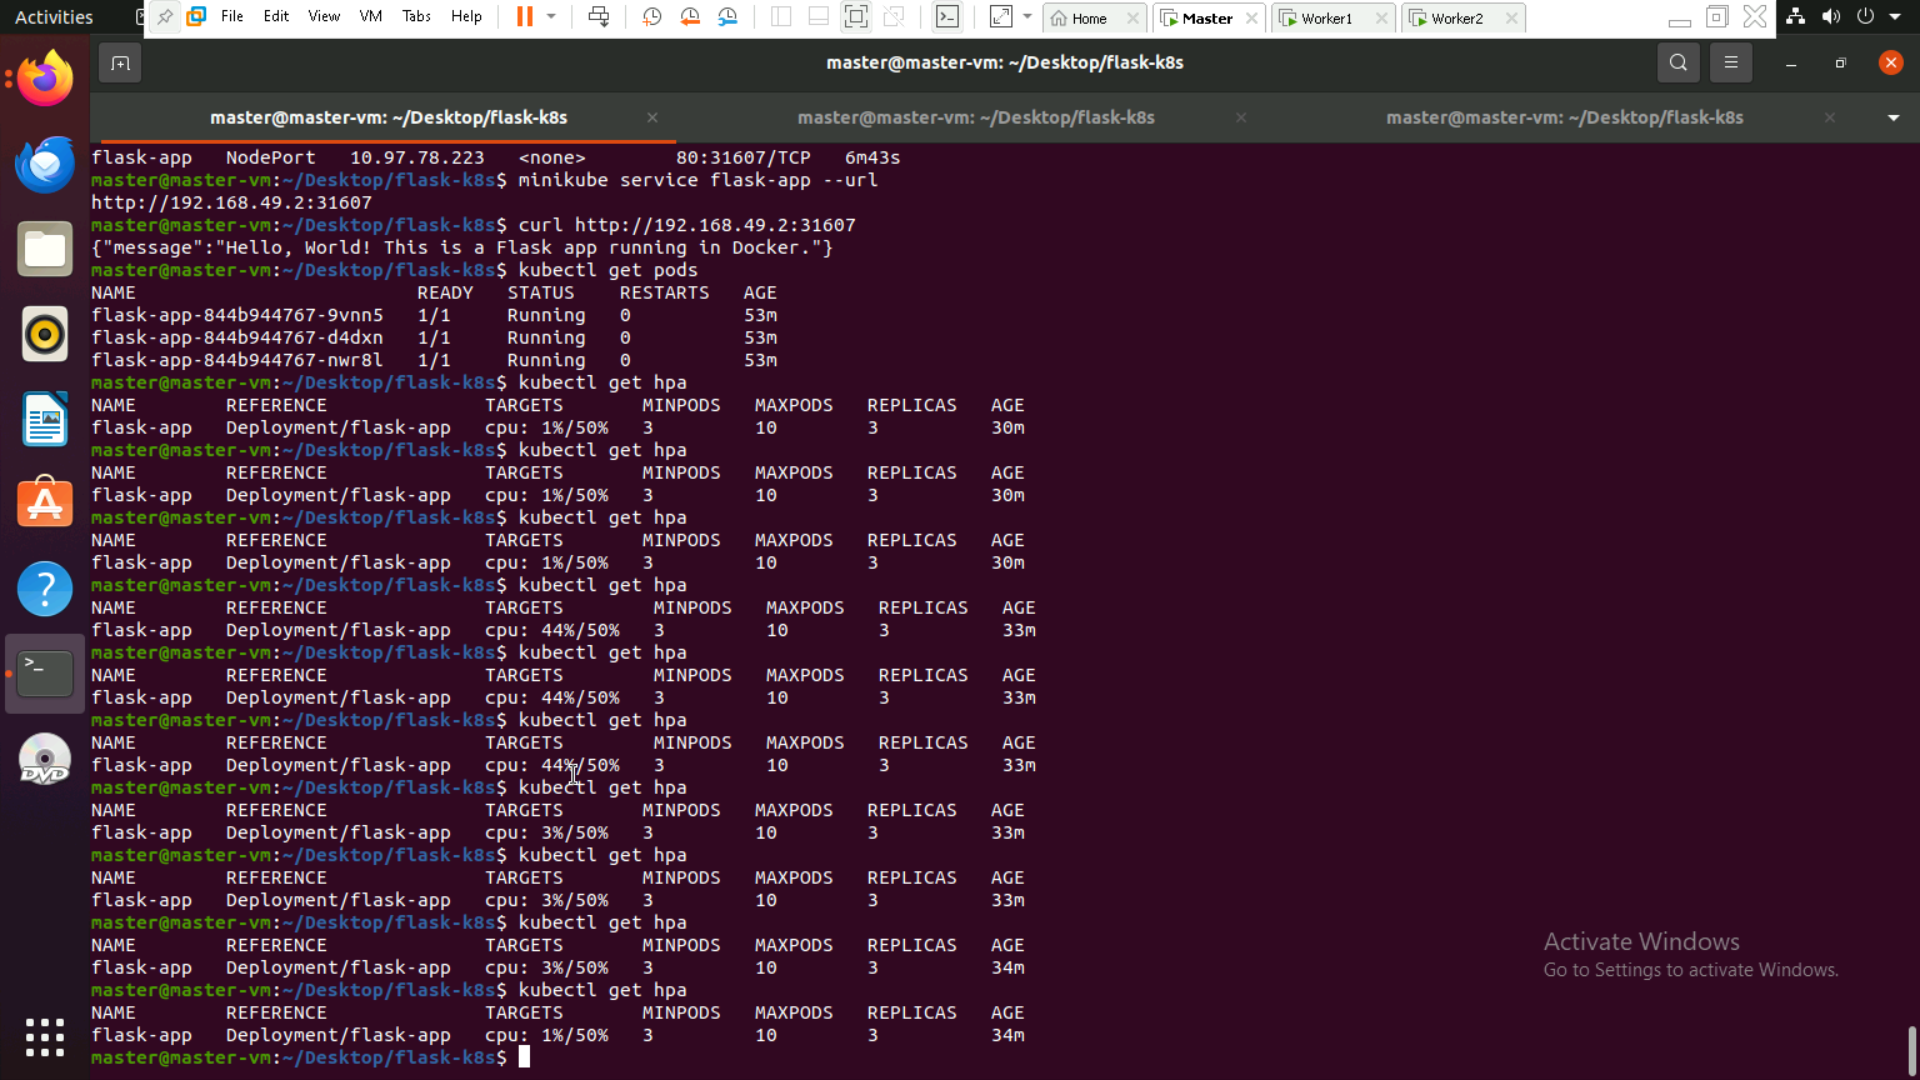 Activities File Edit View VM Tabs Help Home Master Worker1 Worker2
master@master-vm: ~/Desktop/flask-k8s
master@master-vm: ~/Desktop/flask-k8s master@master-vm: ~/Desktop/flask-k8s master@master-vm: ~/Desktop/flask-k8s
flask-app NodePort 10.97.78.223 <none> 80:31607/TCP 6m43s
master@master-vm:~/Desktop/flask-k8s$ minikube service flask-app --url
http://192.168.49.2:31607
master@master-vm:~/Desktop/flask-k8s$ curl http://192.168.49.2:31607
{"message":"Hello, World! This is a Flask app running in Docker."}
master@master-vm:~/Desktop/flask-k8s$ kubectl get pods
NAME READY STATUS RESTARTS AGE
flask-app-844b944767-9vnn5 1/1 Running 0 53m
flask-app-844b944767-d4dxn 1/1 Running 0 53m
flask-app-844b944767-nwr8l 1/1 Running 0 53m
master@master-vm:~/Desktop/flask-k8s$ kubectl get hpa
NAME REFERENCE TARGETS MINPODS MAXPODS REPLICAS AGE
flask-app Deployment/flask-app cpu: 1%/50% 3 10 3 30m
master@master-vm:~/Desktop/flask-k8s$ kubectl get hpa
NAME REFERENCE TARGETS MINPODS MAXPODS REPLICAS AGE
flask-app Deployment/flask-app cpu: 1%/50% 3 10 3 30m
master@master-vm:~/Desktop/flask-k8s$ kubectl get hpa
NAME REFERENCE TARGETS MINPODS MAXPODS REPLICAS AGE
flask-app Deployment/flask-app cpu: 1%/50% 3 10 3 30m
master@master-vm:~/Desktop/flask-k8s$ kubectl get hpa
NAME REFERENCE TARGETS MINPODS MAXPODS REPLICAS AGE
flask-app Deployment/flask-app cpu: 44%/50% 3 10 3 33m
master@master-vm:~/Desktop/flask-k8s$ kubectl get hpa
NAME REFERENCE TARGETS MINPODS MAXPODS REPLICAS AGE
flask-app Deployment/flask-app cpu: 44%/50% 3 10 3 33m
master@master-vm:~/Desktop/flask-k8s$ kubectl get hpa
NAME REFERENCE TARGETS MINPODS MAXPODS REPLICAS AGE
flask-app Deployment/flask-app cpu: 44%/50% 3 10 3 33m
master@master-vm:~/Desktop/flask-k8s$ kubectl get hpa
NAME REFERENCE TARGETS MINPODS MAXPODS REPLICAS AGE
flask-app Deployment/flask-app cpu: 3%/50% 3 10 3 33m
master@master-vm:~/Desktop/flask-k8s$ kubectl get hpa
NAME REFERENCE TARGETS MINPODS MAXPODS REPLICAS AGE
flask-app Deployment/flask-app cpu: 3%/50% 3 10 3 33m
master@master-vm:~/Desktop/flask-k8s$ kubectl get hpa
NAME REFERENCE TARGETS MINPODS MAXPODS REPLICAS AGE
flask-app Deployment/flask-app cpu: 3%/50% 3 10 3 34m
master@master-vm:~/Desktop/flask-k8s$ kubectl get hpa
NAME REFERENCE TARGETS MINPODS MAXPODS REPLICAS AGE
flask-app Deployment/flask-app cpu: 1%/50% 3 10 3 34m
master@master-vm:~/Desktop/flask-k8s$
Activate Windows
Go to Settings to activate Windows.
DVD